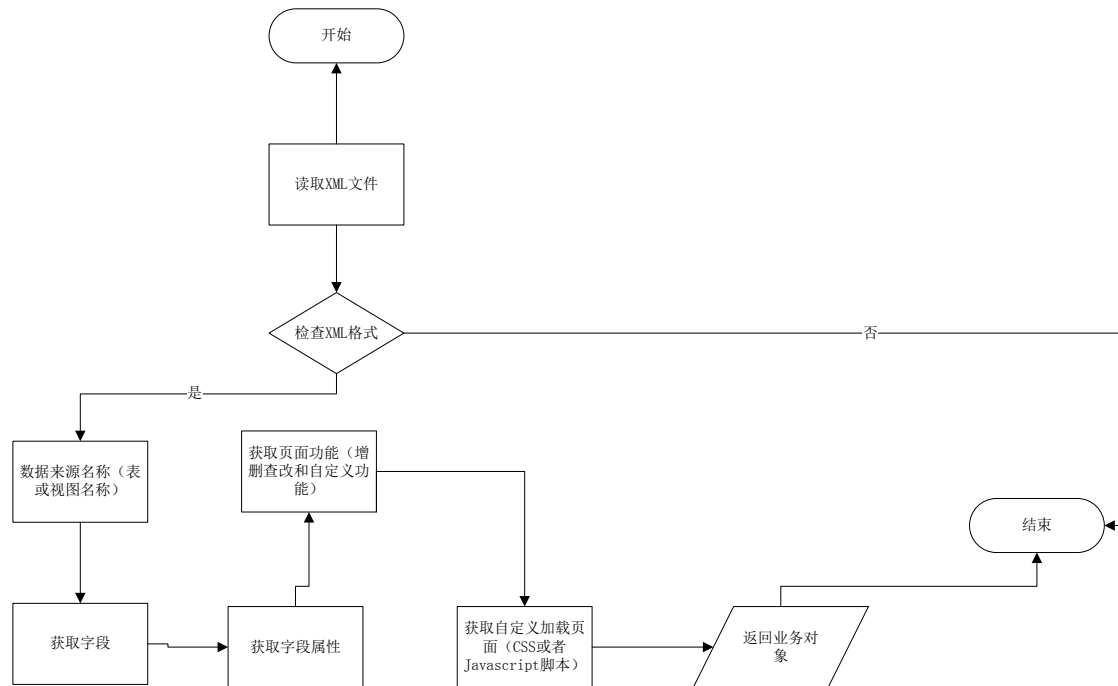 开始
读取XML文件
检查XML格式
否
是
数据来源名称（表
或视图名称）
获取页面功能（增
删查改和自定义功
能）
结束
获取字段
获取字段属性
获取自定义加载页
面（CSS或者
Javascript脚本）
返回业务对
象